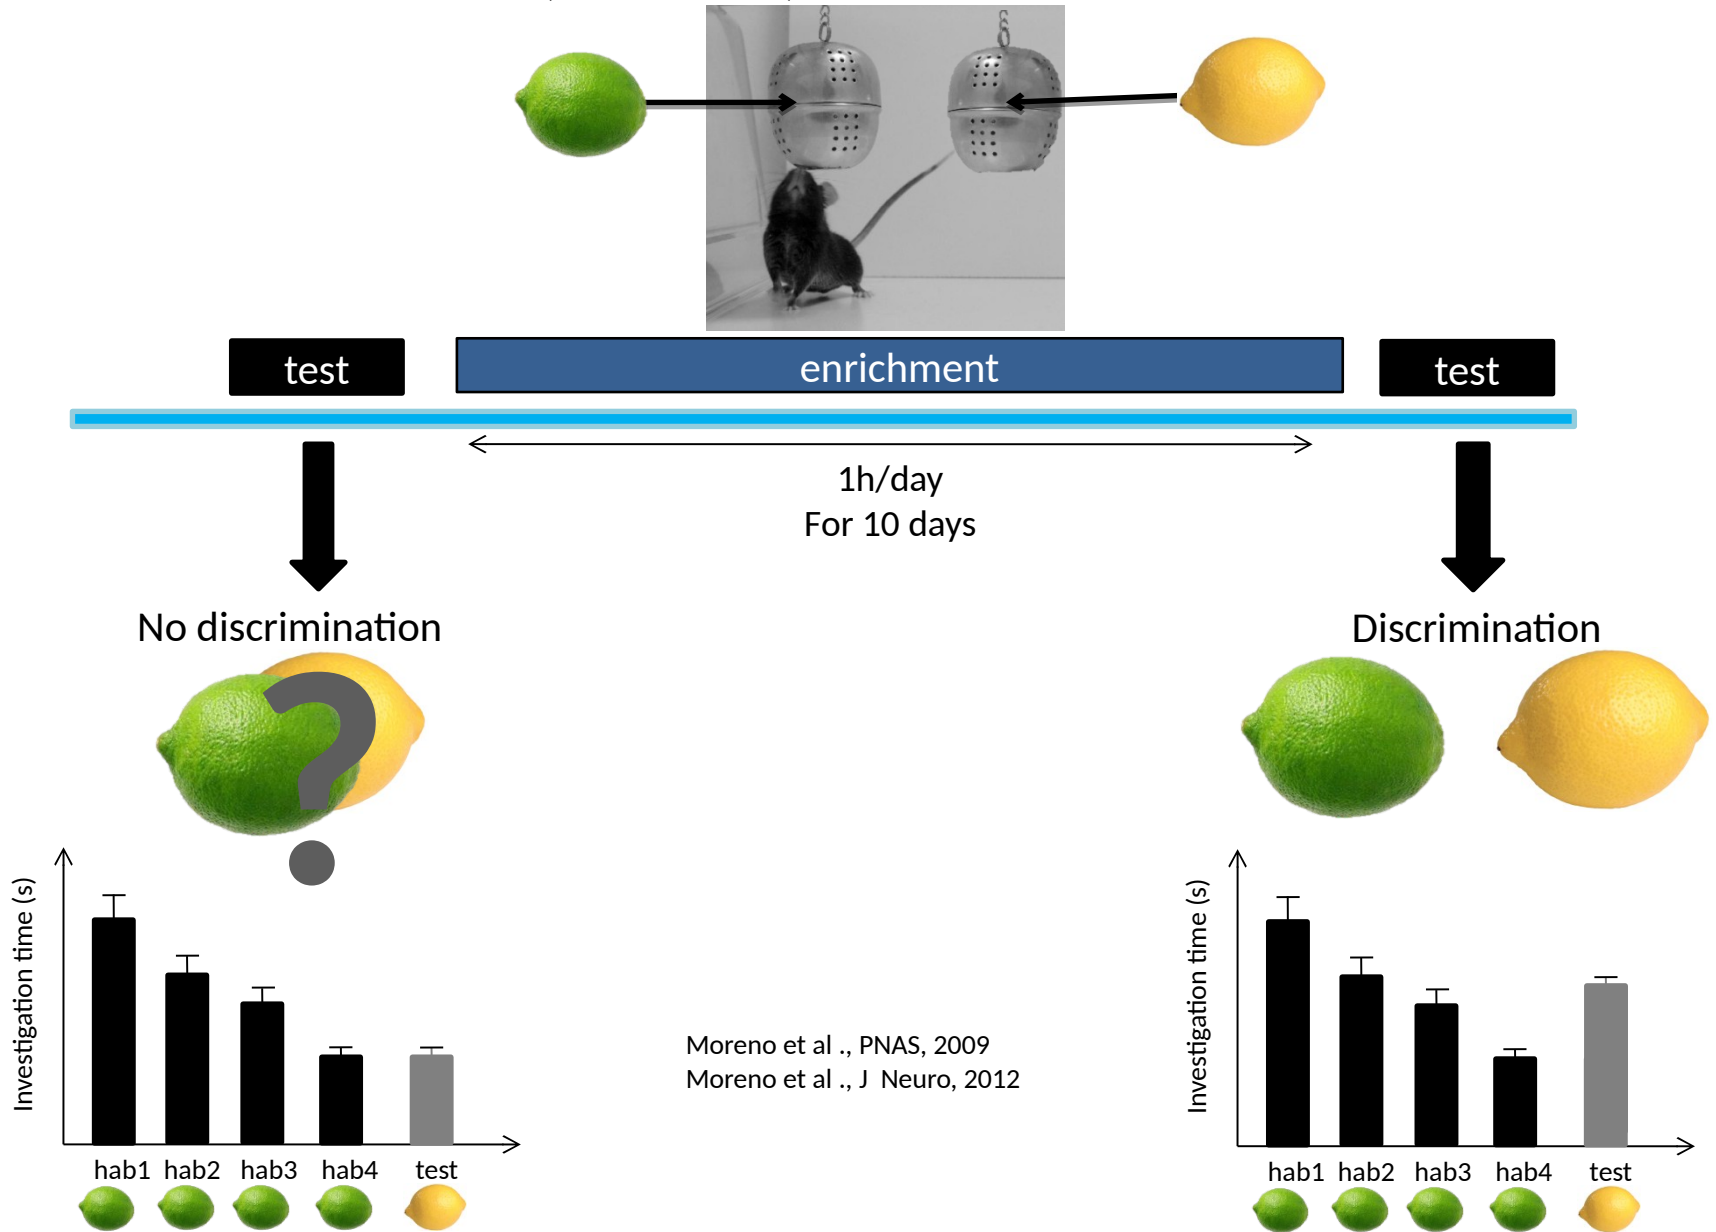 test
enrichment
test
1h/day
For 10 days
No discrimination
Discrimination
?
Investigation time (s)
hab1 hab2 hab3 hab4 test
Moreno et al ., PNAS, 2009
Moreno et al ., J Neuro, 2012
Investigation time (s)
hab1 hab2 hab3 hab4 test